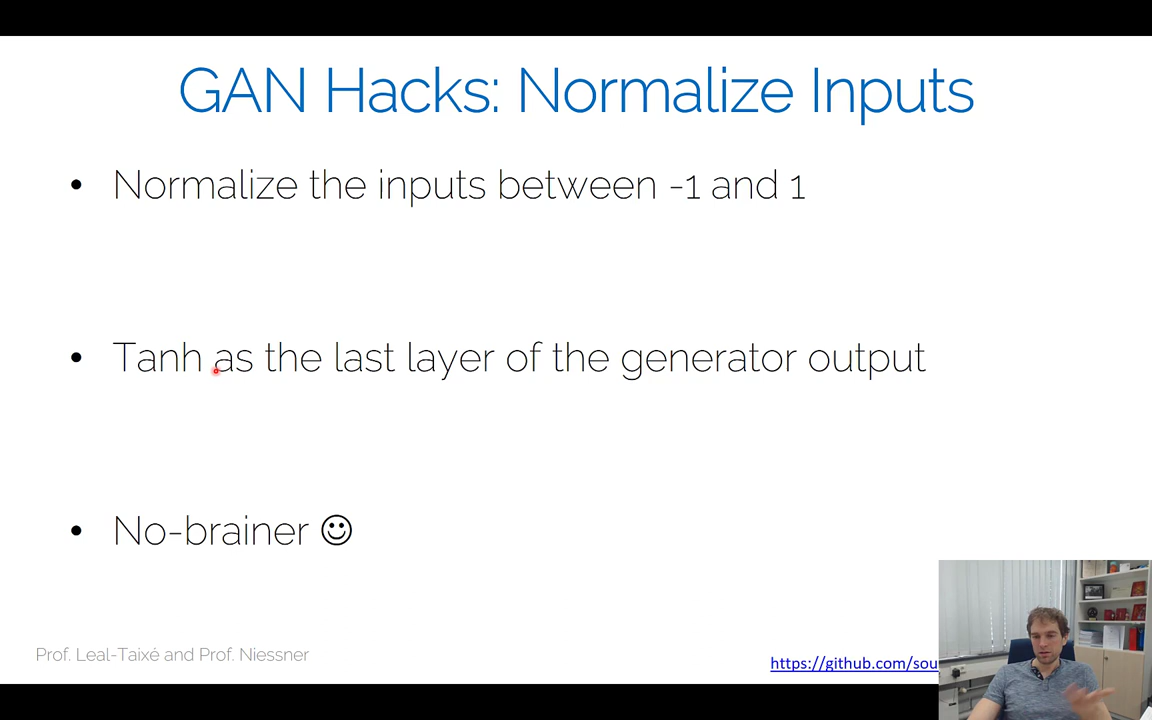 GAN Hacks: Normalize Inputs
• Normalize the inputs between -1 and 1
• Tanh as the last layer of the generator output
• No-brainer ☺
Prof. Leal-Taixé and Prof. Niessner
https://github.com/sou